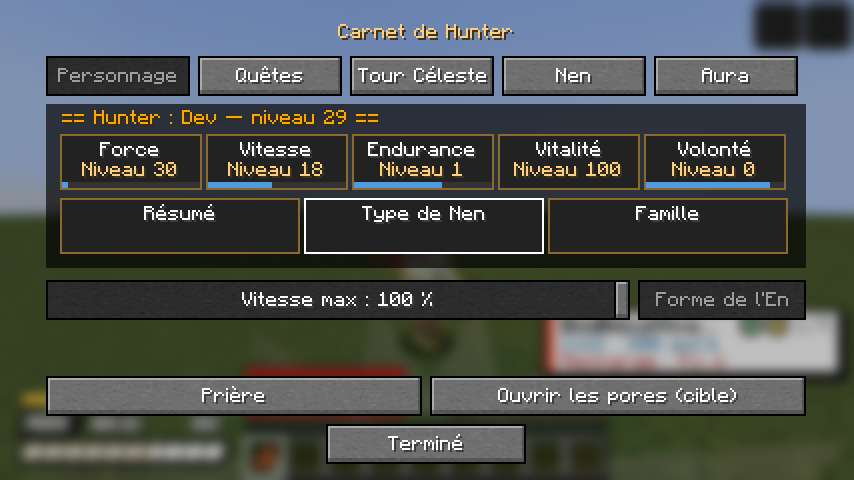 Carnet de Hunter
Personnage
Quêtes
Tour Céleste
Nen
Aura
== Hunter : Dev — niveau 29 ==
Force
Niveau 30
Vitesse
Niveau 18
Endurance
Niveau 1
Vitalité
Niveau 100
Volonté
Niveau 0
Résumé
Type de Nen
Famille
Vitesse max : 100 %
Forme de l'En
Prière
Ouvrir les pores (cible)
Terminé